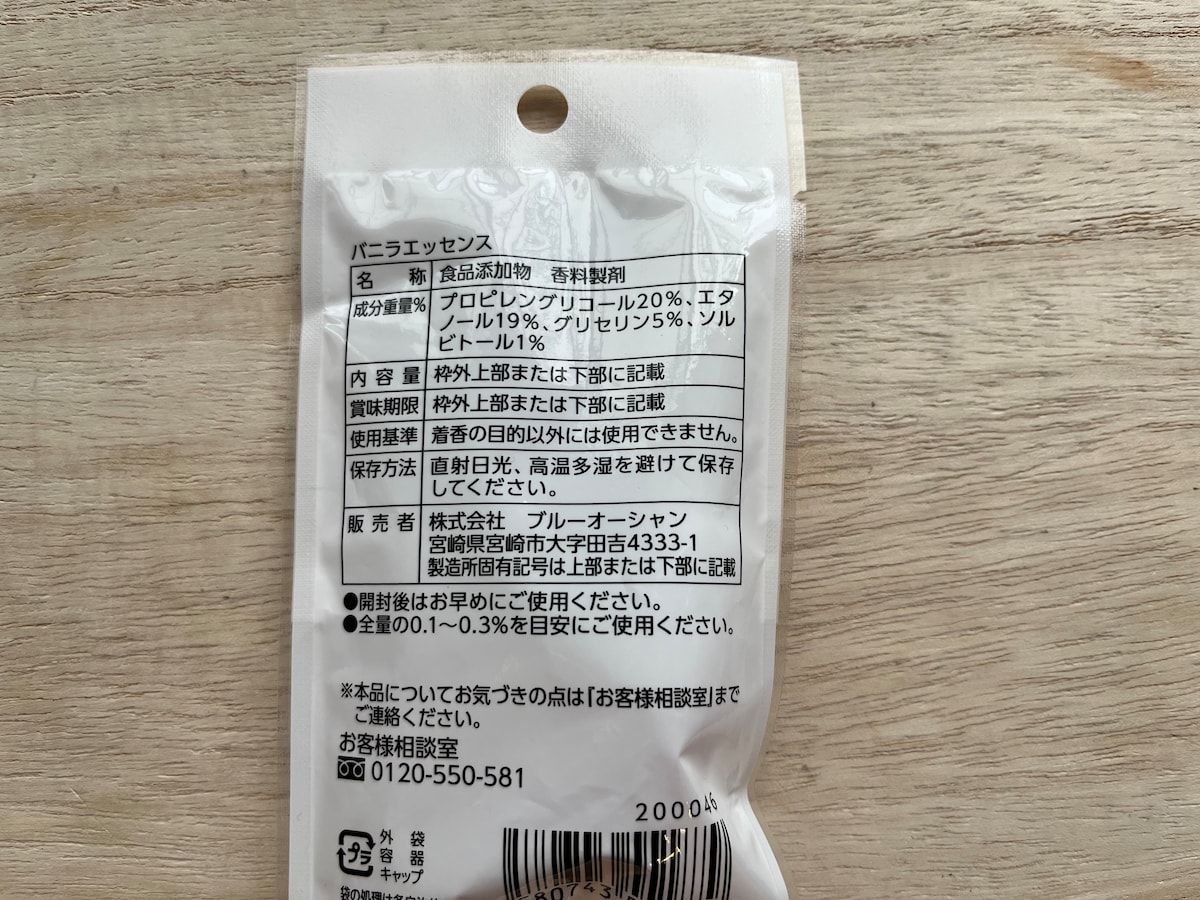 バニラエッセンス
名 称 食品添加物 香料製剤
成分重量% プロピレングリコール20%、エタ
ノール19%、グリセリン5%、ソル
ビトール1%
内容量 枠外上部または下部に記載
賞味期限 枠外上部または下部に記載
使用基準 着香の目的以外には使用できません。
保存方法 直射日光、高温多湿を避けて保存
してください。
販売者 株式会社 ブルーオーシャン
宮崎県宮崎市大字田吉4333-1
製造所固有記号は上部または下部に記載
●開封後はお早めにご使用ください。
●全量の0.1〜0.3%を目安にご使用ください。
※本品についてお気づきの点は「お客様相談室」まで
ご連絡ください。
お客様相談室
0120-550-581
200046
プラ
外袋
容器
キャップ
80743
袋の処理は